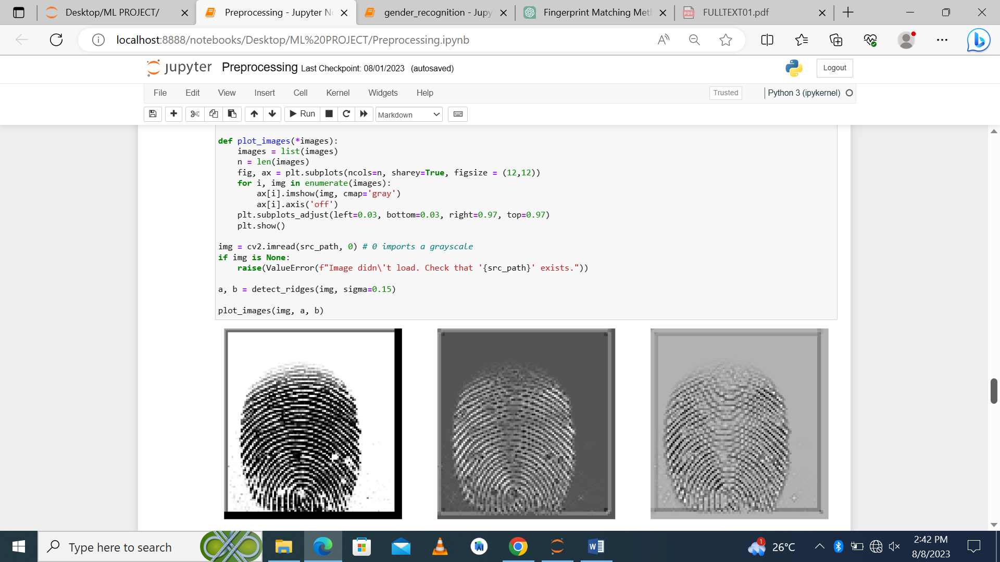 Desktop/ML PROJECT/
Preprocessing - Jupyter No
gender_recognition - Jupy
Fingerprint Matching Meth
PDF
FULLTEXT01.pdf
localhost:8888/notebooks/Desktop/ML%20PROJECT/Preprocessing.ipynb
jupyter Preprocessing Last Checkpoint: 08/01/2023 (autosaved)
Logout
File Edit View Insert Cell Kernel Widgets Help
Trusted
Python 3 (ipykernel)
Run
Markdown
def plot_images(*images):
    images = list(images)
    n = len(images)
    fig, ax = plt.subplots(ncols=n, sharey=True, figsize = (12,12))
    for i, img in enumerate(images):
        ax[i].imshow(img, cmap='gray')
        ax[i].axis('off')
    plt.subplots_adjust(left=0.03, bottom=0.03, right=0.97, top=0.97)
    plt.show()
img = cv2.imread(src_path, 0) # 0 imports a grayscale
if img is None:
    raise(ValueError(f"Image didn\'t load. Check that '{src_path}' exists."))
a, b = detect_ridges(img, sigma=0.15)
plot_images(img, a, b)
Type here to search
1
26°C
2:42 PM
8/8/2023